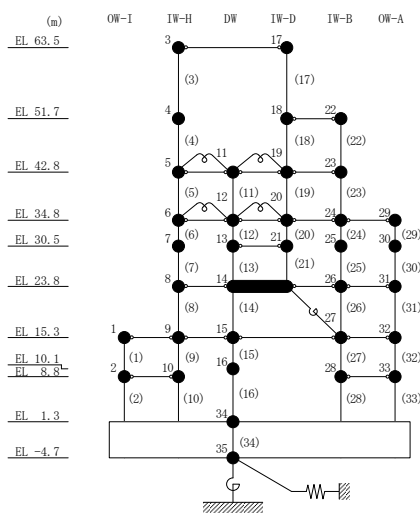 (m) OW-I IW-H DW IW-D IW-B OW-A
EL 63.5 3 17
(3) (17)
EL 51.7 4 18 22
(4) 11 19 (18) (22)
EL 42.8 5 23
(5) 12 (11) 20 (19) (23)
EL 34.8 6 24 29
(6) (12) (20) (24) (29)
EL 30.5 7 13 21 25 30
(7) (13) (21) (25) (30)
EL 23.8 8 14 26 31
(8) (14) (26) (31)
27
EL 15.3 1 9 15 32
(1) (9) (15) (27) (32)
EL 10.1 16
EL 8.8 2 10 28 33
(2) (10) (16) (28) (33)
EL 1.3 34
(34)
EL -4.7 35